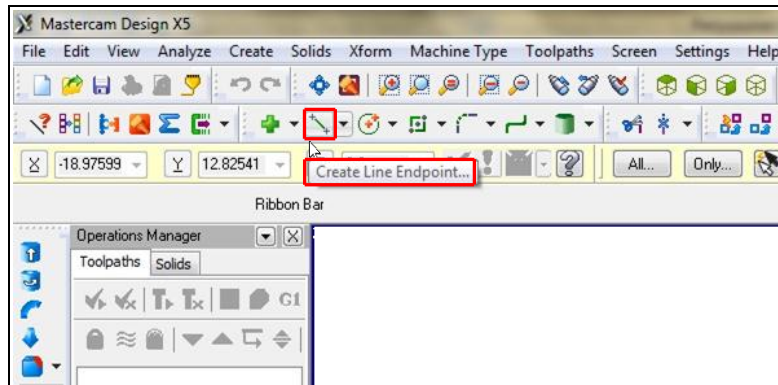 Mastercam Design X5
File Edit View Analyze Create Solids Xform Machine Type Toolpaths Screen Settings Help
X -18.97599 Y 12.82541 All... Only...
Create Line Endpoint...
Ribbon Bar
Operations Manager
Toolpaths Solids
G1